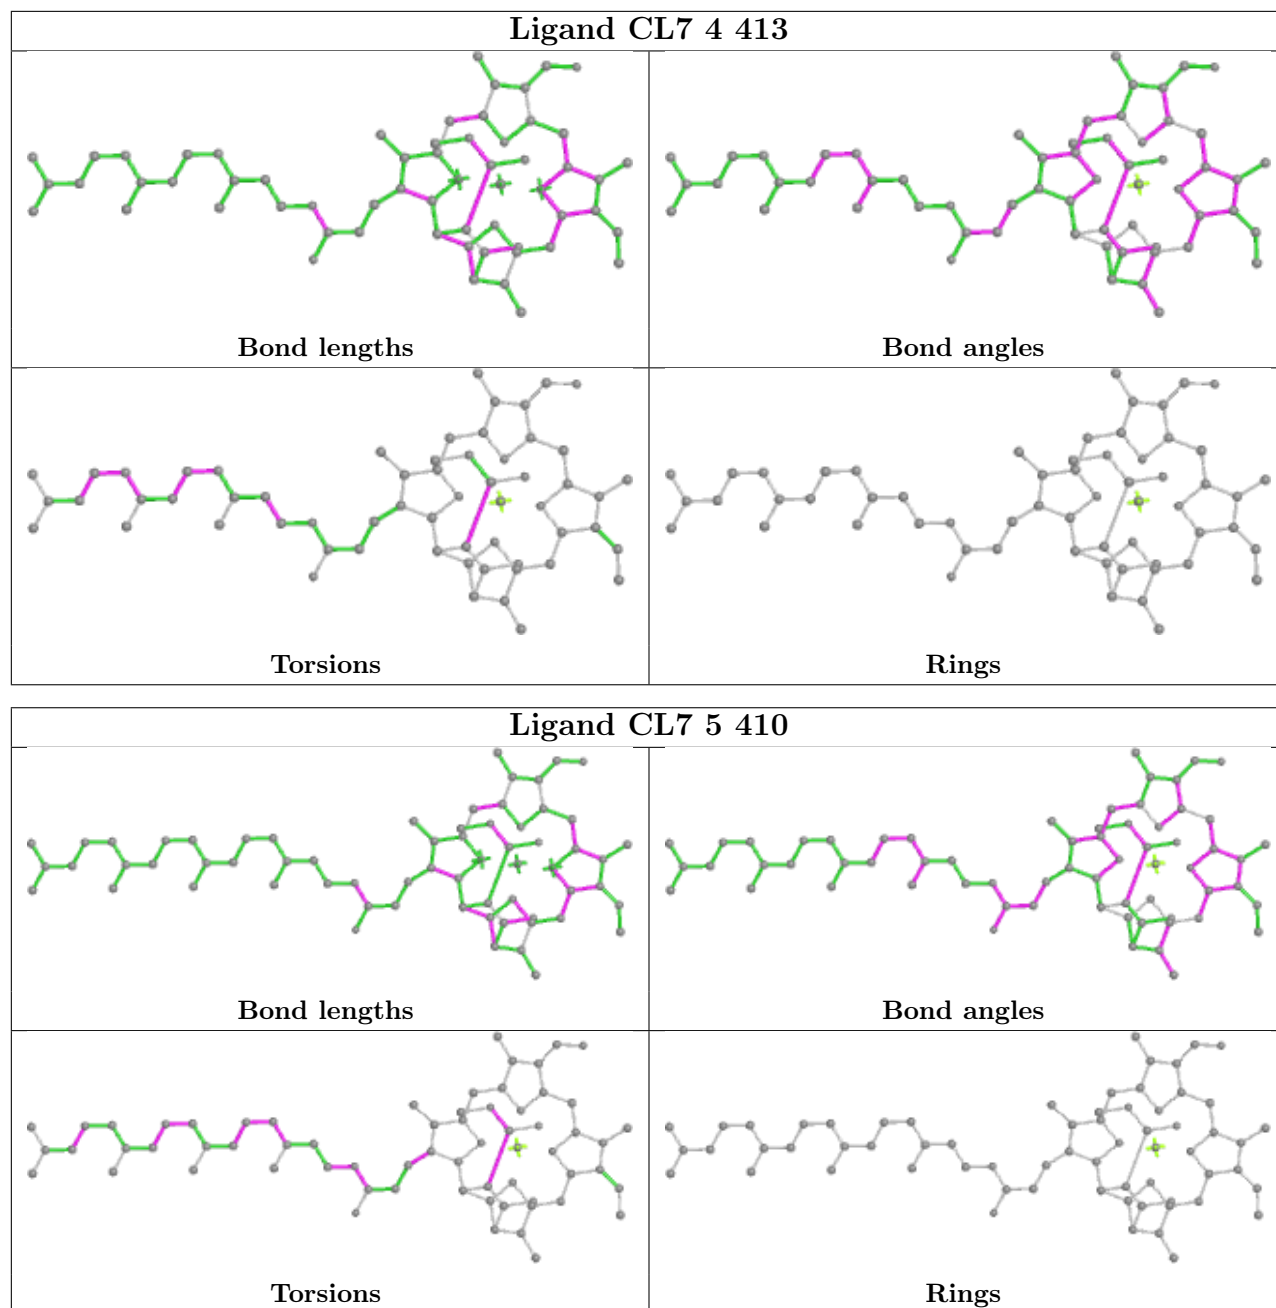 Ligand CL7 4 413
Bond lengths
Bond angles
Torsions
Rings
Ligand CL7 5 410
Bond lengths
Bond angles
Torsions
Rings